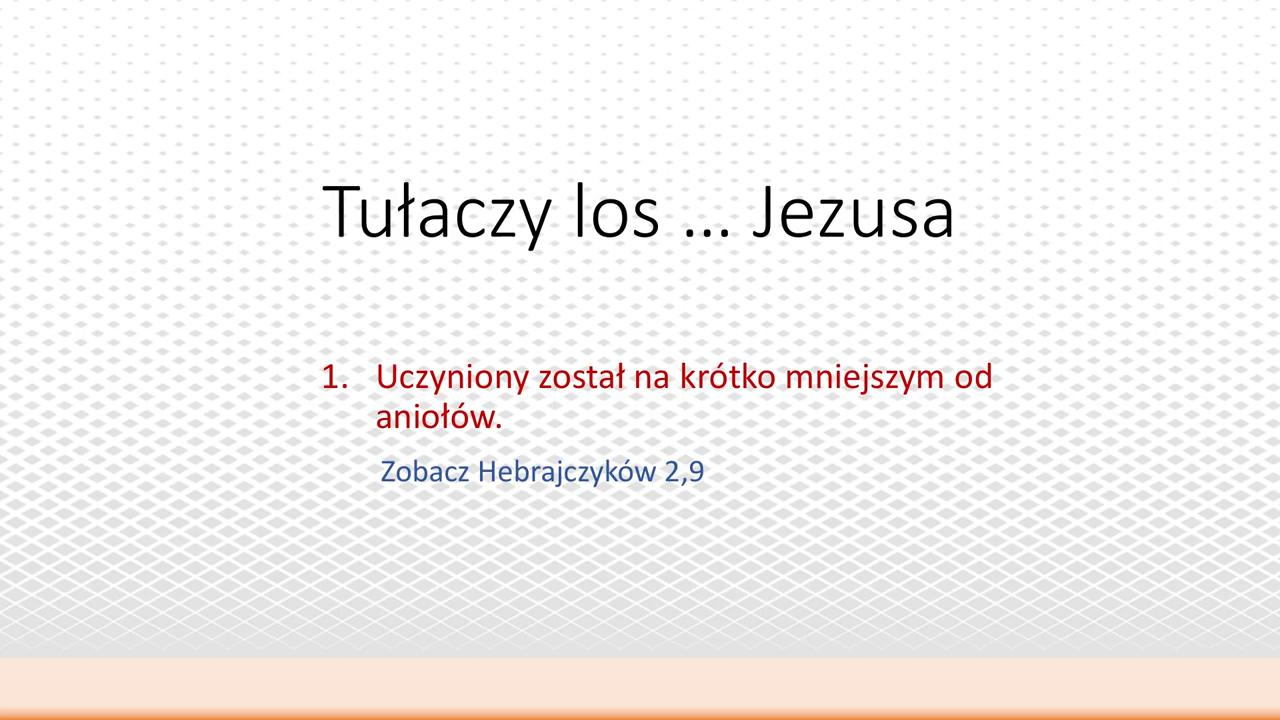 Tułaczy los ... Jezusa
1. Uczyniony został na krótko mniejszym od
aniołów.
Zobacz Hebrajczyków 2,9